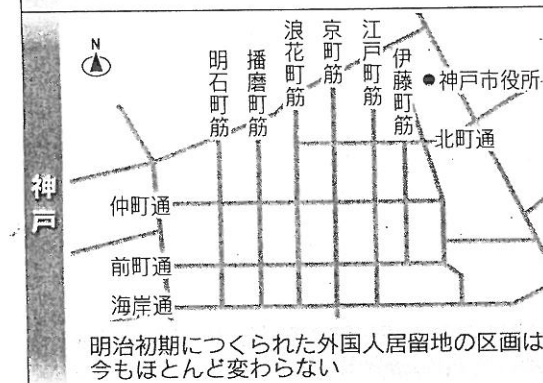 神戸
N
明石町筋
播磨町筋
浪花町筋
京町筋
江戸町筋
伊藤町筋
神戸市役所
北町通
仲町通
前町通
海岸通
明治初期につくられた外国人居留地の区画は
今もほとんど変わらない